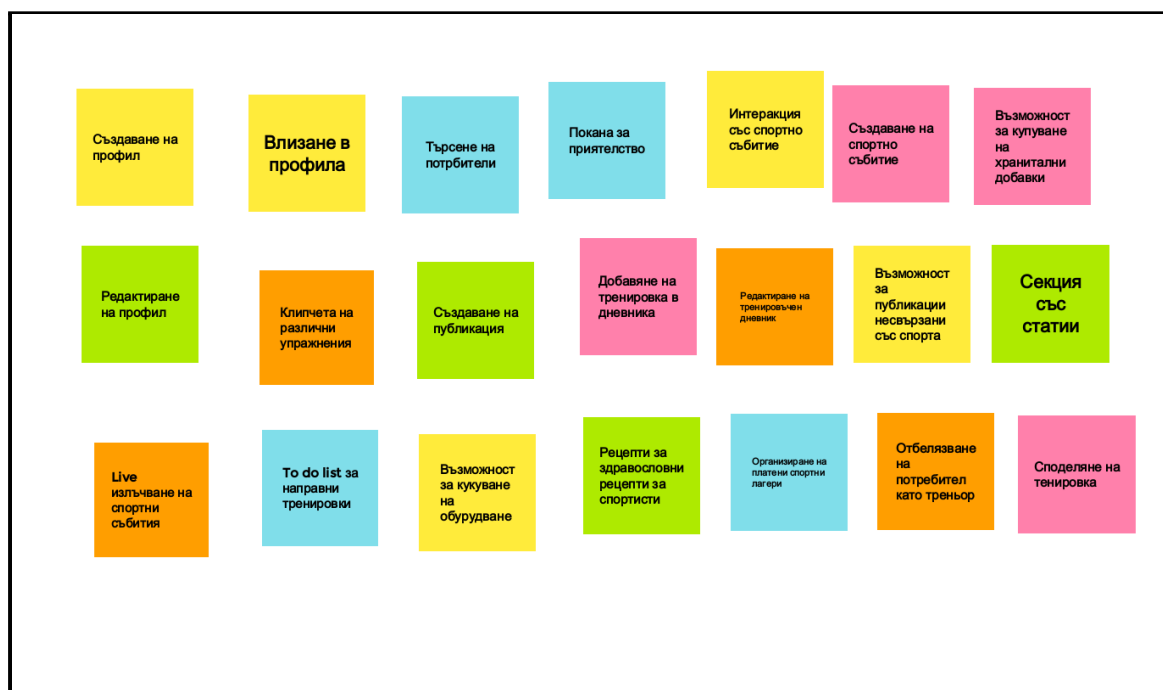 Създаване на
профил
Влизане в
профила
Търсене на
потрбители
Покана за
приятелство
Интеракция
със спортно
събитие
Създаване на
спортно
събитие
Възможност
за купуване
на
хранитални
добавки
Редактиране
на профил
Клипчета на
различни
упражнения
Създаване на
публикация
Добавяне на
тренировка в
дневника
Редактиране на
тренировъчен
дневник
Възможност
за
публикации
несвързани
със спорта
Секция
със
статии
Live
излъчване на
спортни
събития
To do list за
направни
тренировки
Възможност
за кукуване
на
обурудване
Рецепти за
здравословни
рецепти за
спортисти
Организиране на
платени спортни
лагери
Отбелязване
на
потребител
като треньор
Споделяне на
тенировка